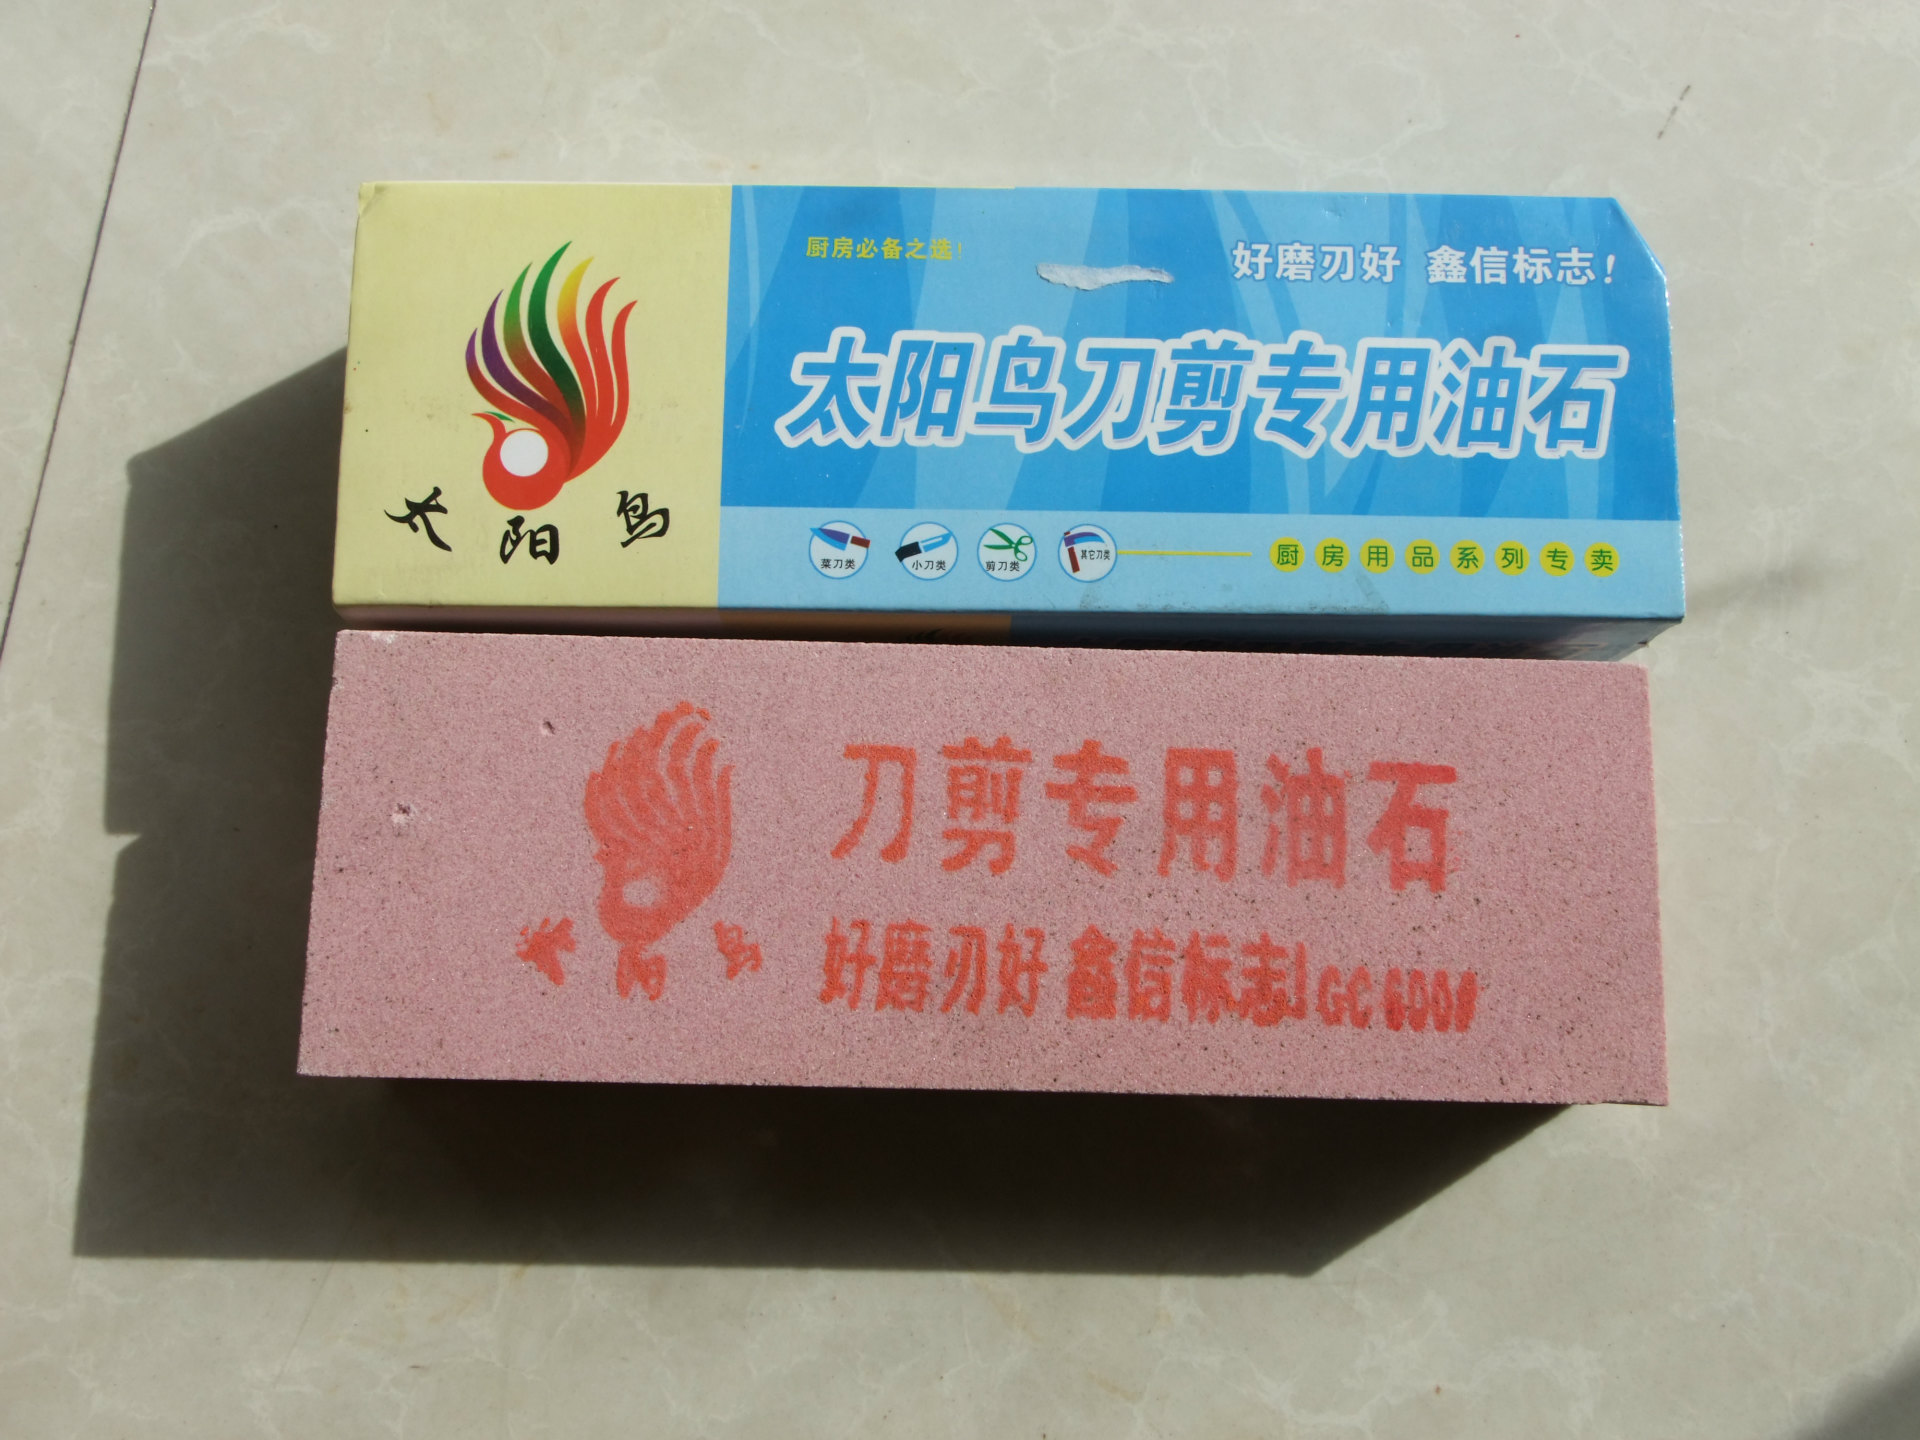 厨房必备之选!
好磨刃好 鑫信标志!
太阳鸟刀剪专用油石
太阳鸟
菜刀类
小刀类
剪刀类
其它刀类
厨房用品系列专卖
刀剪专用油石
太阳鸟
好磨刃好 鑫信标志! GC 600#